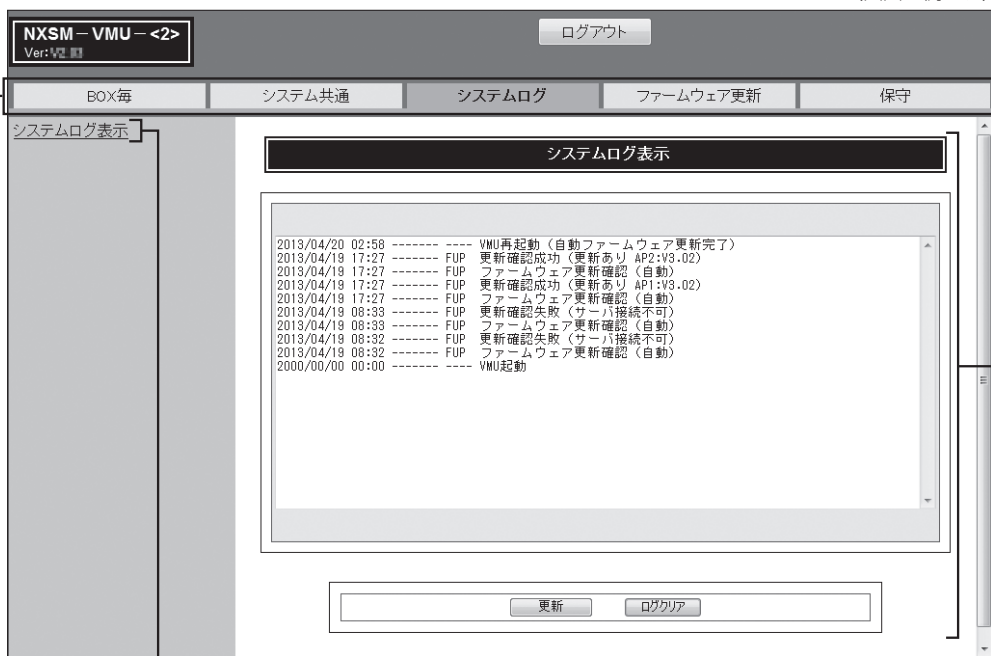 NXSM－VMU－<2>
Ver:
ログアウト
BOX毎
システム共通
システムログ
ファームウェア更新
保守
システムログ表示
システムログ表示
2013/04/20 02:58 ------- ---- VMU再起動（自動ファームウェア更新完了）
2013/04/19 17:27 ------- FUP 更新確認成功（更新あり AP2:V3.02）
2013/04/19 17:27 ------- FUP ファームウェア更新確認（自動）
2013/04/19 17:27 ------- FUP 更新確認成功（更新あり AP1:V3.02）
2013/04/19 17:27 ------- FUP ファームウェア更新確認（自動）
2013/04/19 08:33 ------- FUP 更新確認失敗（サーバ接続不可）
2013/04/19 08:33 ------- FUP ファームウェア更新確認（自動）
2013/04/19 08:32 ------- FUP 更新確認失敗（サーバ接続不可）
2013/04/19 08:32 ------- FUP ファームウェア更新確認（自動）
2000/00/00 00:00 ------- ---- VMU起動
更新
ログクリア